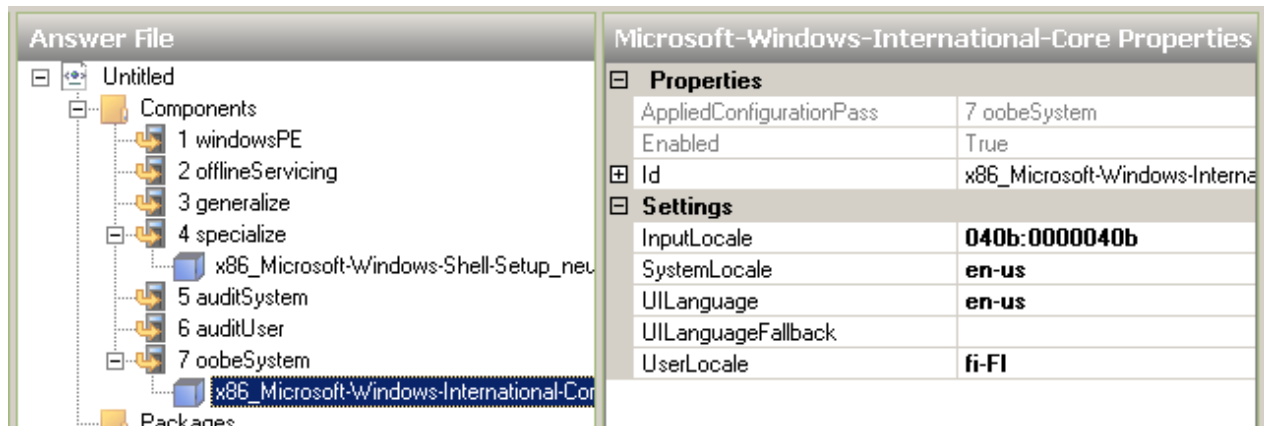 Answer File
Untitled
Components
1 windowsPE
2 offlineServicing
3 generalize
4 specialize
x86_Microsoft-Windows-Shell-Setup_neu
5 auditSystem
6 auditUser
7 oobeSystem
x86_Microsoft-Windows-International-Cor
Packages
Microsoft-Windows-International-Core Properties
Properties
AppliedConfigurationPass 7 oobeSystem
Enabled True
Id x86_Microsoft-Windows-Interna
Settings
InputLocale 040b:0000040b
SystemLocale en-us
UILanguage en-us
UILanguageFallback
UserLocale fi-FI